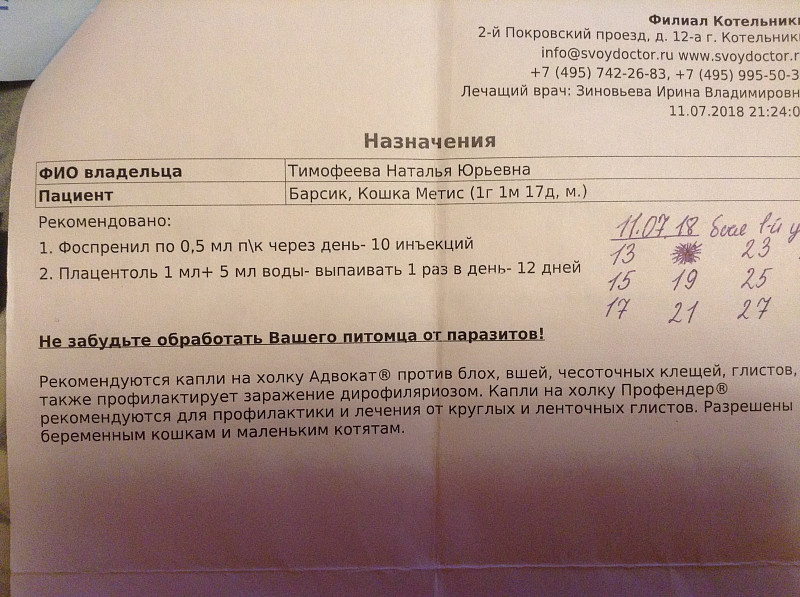 Филиал Котельники
2-й Покровский проезд, д. 12-а г. Котельники
info@svoydoctor.ru www.svoydoctor.r
+7 (495) 742-26-83, +7 (495) 995-50-3
Лечащий врач: Зиновьева Ирина Владимировн
11.07.2018 21:24:0
Назначения
ФИО владельца Тимофеева Наталья Юрьевна
Пациент Барсик, Кошка Метис (1г 1м 17д, м.)
Рекомендовано:
1. Фоспренил по 0,5 мл п\к через день- 10 инъекций
2. Плацентоль 1 мл+ 5 мл воды- выпаивать 1 раз в день- 12 дней
11.07.18 был 1-й у
13 23
15 19 25
17 21 27
Не забудьте обработать Вашего питомца от паразитов!
Рекомендуются капли на холку Адвокат® против блох, вшей, чесоточных клещей, глистов,
также профилактирует заражение дирофиляриозом. Капли на холку Профендер®
рекомендуются для профилактики и лечения от круглых и ленточных глистов. Разрешены
беременным кошкам и маленьким котятам.